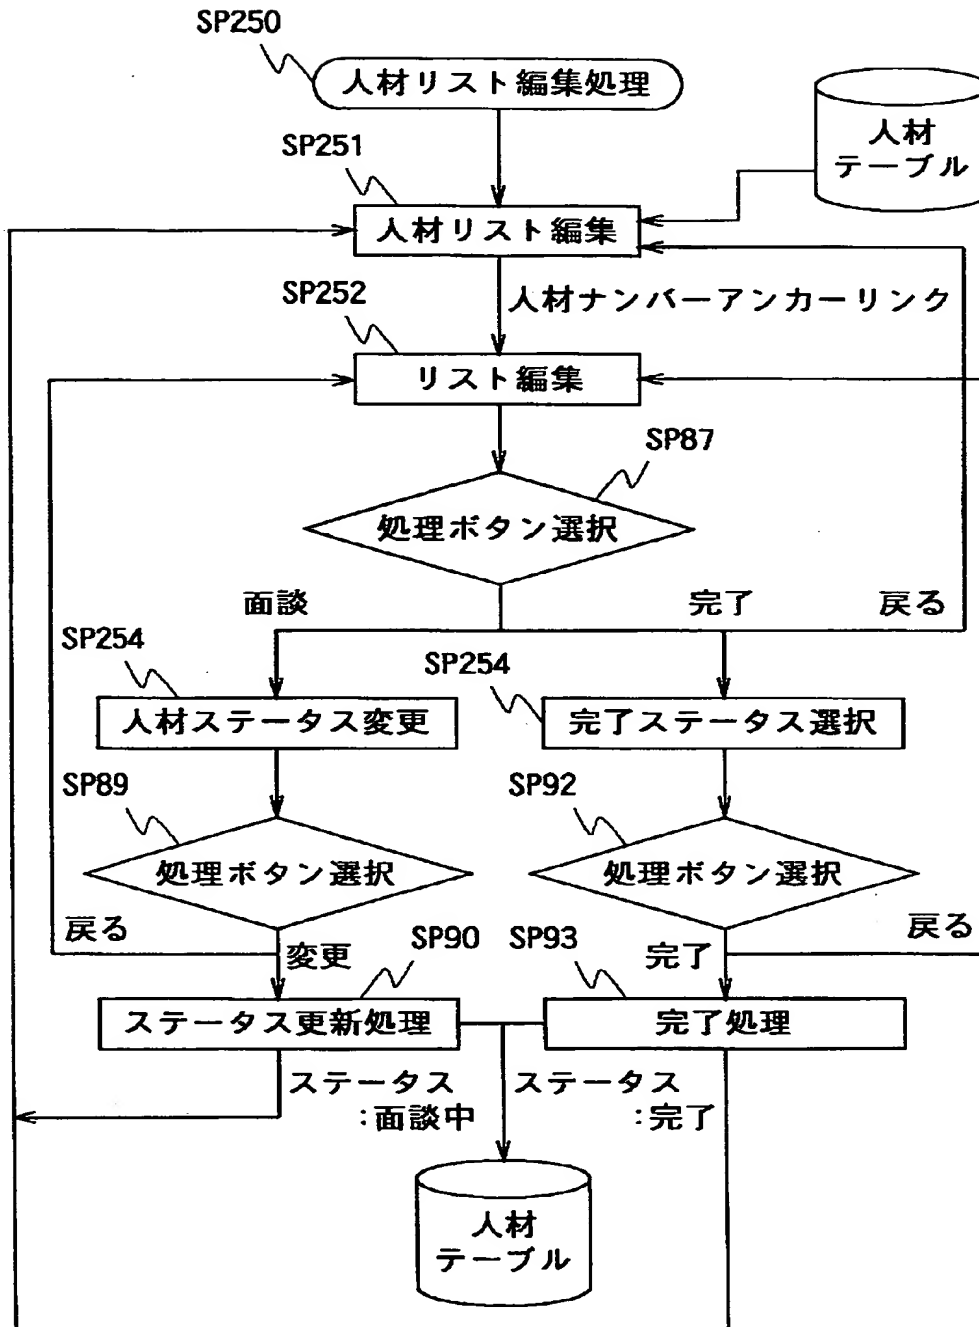 SP250
人材リスト編集処理
人材
テーブル
SP251
人材リスト編集
人材ナンバーアンカーリンク
SP252
リスト編集
SP87
処理ボタン選択
面談
完了
戻る
SP254
人材ステータス変更
SP254
完了ステータス選択
SP89
処理ボタン選択
SP92
処理ボタン選択
戻る
変更
SP90
SP93
完了
戻る
ステータス更新処理
完了処理
ステータス
:面談中
ステータス
:完了
人材
テーブル